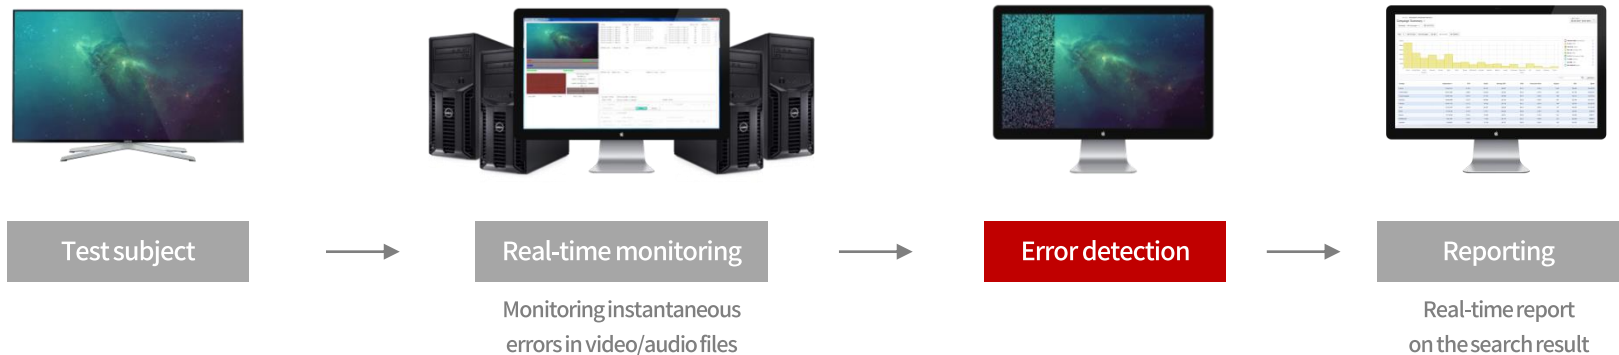 Test subject
Real-time monitoring
Monitoring instantaneous
errors in video/audio files
Error detection
Reporting
Real-time report
on the search result